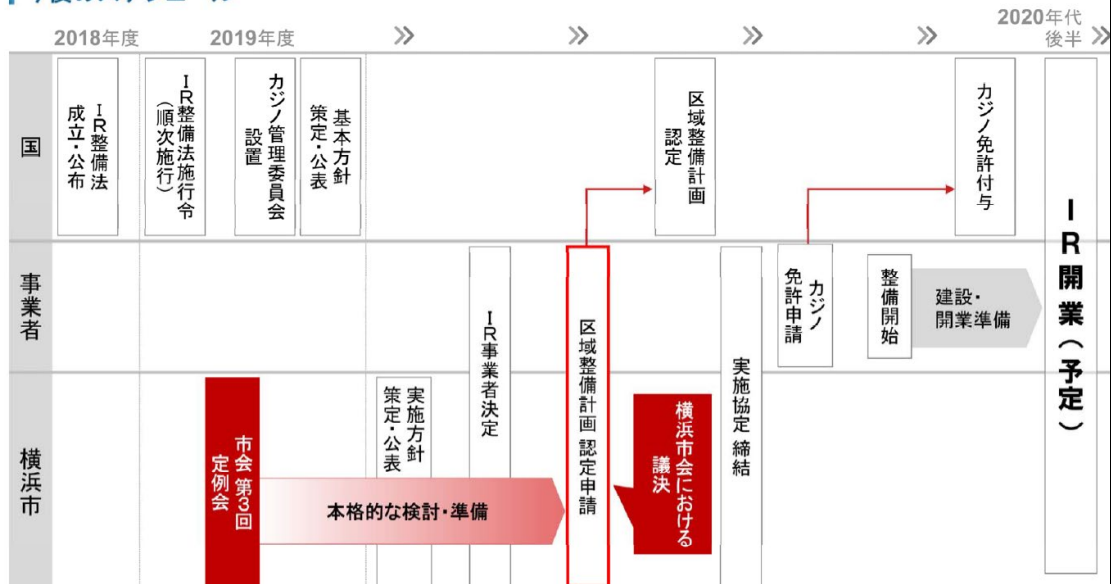 2018年度
2019年度
≫
≫
≫
≫
2020年代
後半
≫
国
IR整備法
成立・公布
IR整備法施行令
(順次施行)
カジノ管理委員会
設置
基本方針
策定・公表
区域整備計画
認定
カジノ免許付与
IR開業(予定)
事業者
IR事業者決定
区域整備計画 認定申請
実施協定 締結
カジノ
免許申請
整備開始
建設・
開業準備
横浜市
市会 第3回
定例会
本格的な検討・準備
実施方針
策定・公表
横浜市会における
議決